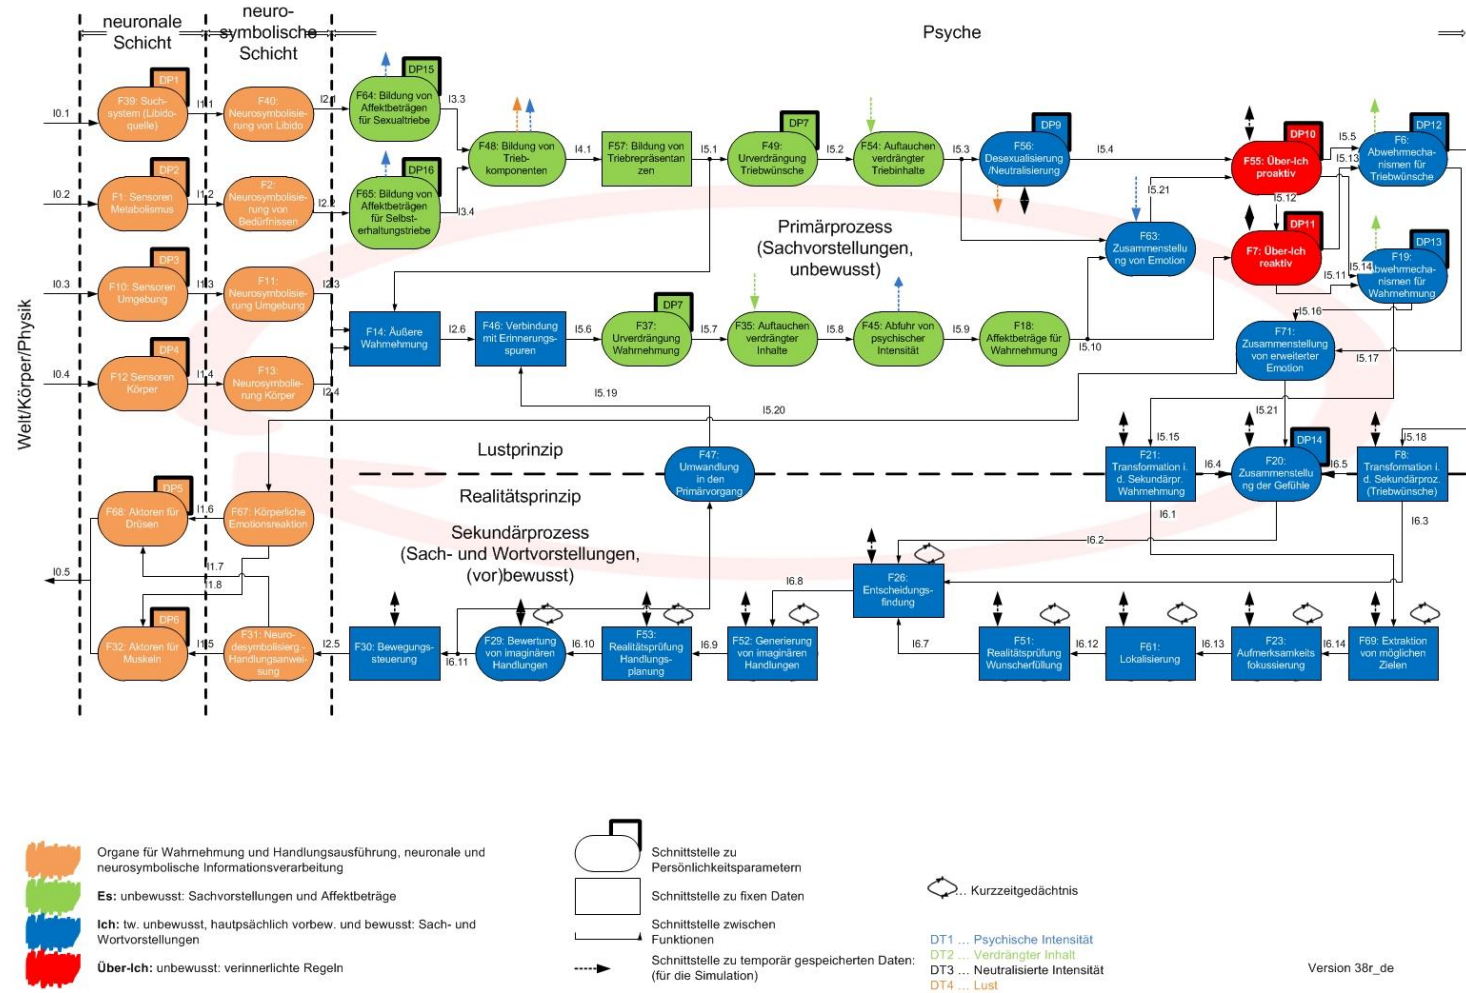 neuronale
Schicht
neuro-
symbolische
Schicht
Psyche
Welt/Körper/Physik
I0.1
DP1
F39: Such-
system (Libido-
quelle)
I1.1
F40:
Neurosymbolisie-
rung von Libido
I2.1
DP15
F64: Bildung von
Affektbeträgen
für Sexualtriebe
I3.3
I0.2
DP2
F1: Sensoren
Metabolismus
I1.2
F2:
Neurosymbolisie-
rung von
Bedürfnissen
I2.2
DP16
F65: Bildung von
Affektbeträgen
für Selbst-
erhaltungstriebe
I3.4
F48: Bildung von
Trieb-
komponenten
I4.1
F57: Bildung von
Triebrepräsentan
zen
I5.1
DP7
F49:
Urverdrängung
Triebwünsche
I5.2
F54: Auftauchen
verdrängter
Triebinhalte
I5.3
DP9
F56:
Desexualisierung
/Neutralisierung
I5.4
DP10
F55: Über-Ich
proaktiv
I5.5
I5.13
DP12
F6:
Abwehrmecha-
nismen für
Triebwünsche
I5.21
I5.12
F63:
Zusammenstellu
ng von Emotion
DP11
F7: Über-Ich
reaktiv
I5.11
I5.14
DP13
F19:
Abwehrmecha-
nismen für
Wahrnehmung
I5.16
Primärprozess
(Sachvorstellungen,
unbewusst)
I0.3
DP3
F10: Sensoren
Umgebung
I1.3
F11:
Neurosymbolisie-
rung Umgebung
I2.3
I0.4
DP4
F12 Sensoren
Körper
I1.4
F13:
Neurosymbolie-
rung Körper
I2.4
F14: Äußere
Wahrnehmung
I2.6
F46: Verbindung
mit Erinnerungs-
spuren
I5.6
DP7
F37:
Urverdrängung
Wahrnehmung
I5.7
F35: Auftauchen
verdrängter
Inhalte
I5.8
F45: Abfuhr von
psychischer
Intensität
I5.9
F18:
Affektbeträge für
Wahrnehmung
I5.10
F71:
Zusammenstellung
von erweiterter
Emotion
I5.17
I5.19
I5.20
I5.21
I5.15
I5.18
Lustprinzip
F47:
Umwandlung
in den
Primärvorgang
F21:
Transformation i.
d. Sekundärpr.
Wahrnehmung
I6.4
DP14
F20:
Zusammenstellu
ng der Gefühle
I6.5
F8:
Transformation i.
d. Sekundärproz.
(Triebwünsche)
Realitätsprinzip
Sekundärprozess
(Sach- und Wortvorstellungen,
(vor)bewusst)
I6.1
I6.3
I6.2
DP5
F68: Aktoren für
Drüsen
I1.6
F67: Körperliche
Emotionsreaktion
I0.5
I1.7
I1.8
I6.8
F26:
Entscheidungs-
findung
DP6
F32: Aktoren für
Muskeln
I1.5
F31: Neuro-
desymbolisierg.-
Handlungsanwei-
sung
I2.5
F30: Bewegungs-
steuerung
I6.11
F29: Bewertung
von imaginären
Handlungen
I6.10
F53:
Realitätsprüfung
Handlungs-
planung
I6.9
F52: Generierung
von imaginären
Handlungen
I6.7
F51:
Realitätsprüfung
Wunscherfüllung
I6.12
F61:
Lokalisierung
I6.13
F23:
Aufmerksamkeits
fokussierung
I6.14
F69: Extraktion
von möglichen
Zielen
Organe für Wahrnehmung und Handlungsausführung, neuronale und
neurosymbolische Informationsverarbeitung
Es: unbewusst: Sachvorstellungen und Affektbeträge
Ich: tw. unbewusst, hautpsächlich vorbew. und bewusst: Sach- und
Wortvorstellungen
Über-Ich: unbewusst: verinnerlichte Regeln
Schnittstelle zu
Persönlichkeitsparametern
Schnittstelle zu fixen Daten
Schnittstelle zwischen
Funktionen
Schnittstelle zu temporär gespeicherten Daten:
(für die Simulation)
... Kurzzeitgedächtnis
DT1 ... Psychische Intensität
DT2 ... Verdrängter Inhalt
DT3 ... Neutralisierte Intensität
DT4 ... Lust
Version 38r_de